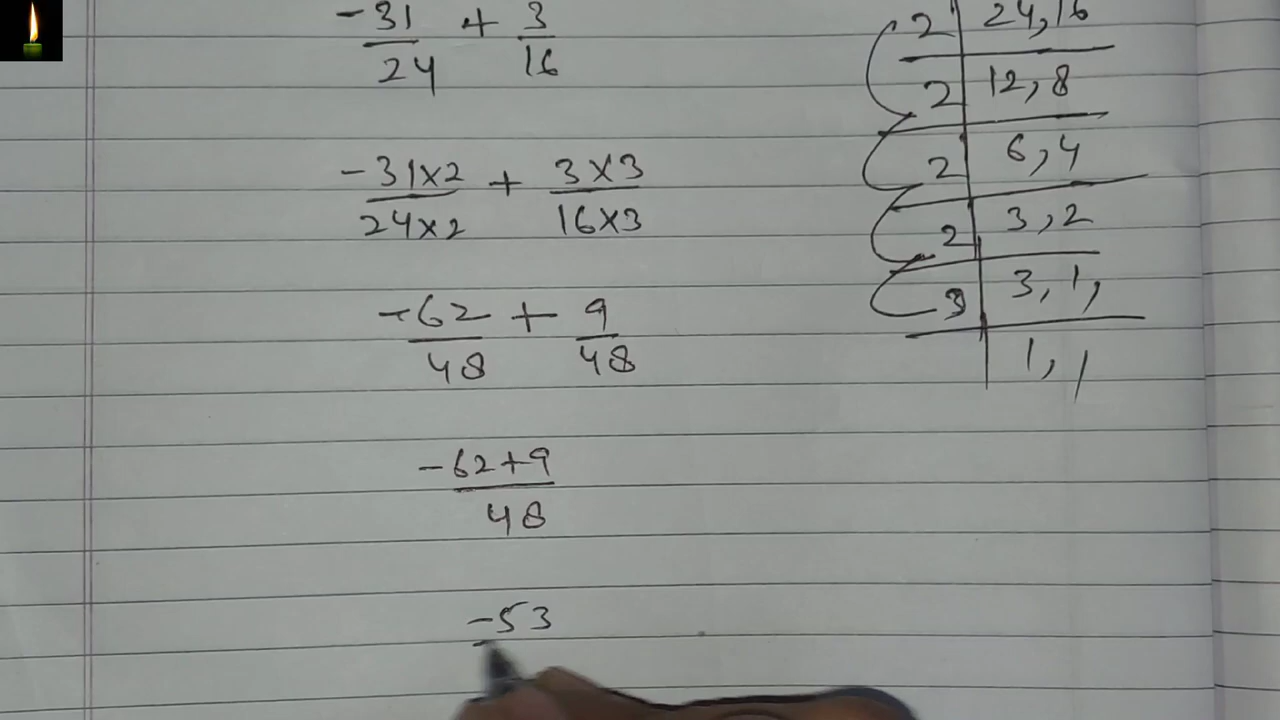 -31/24 + 3/16
-31×2/24×2 + 3×3/16×3
-62/48 + 9/48
-62+9/48
-53
2 | 24,16
2 | 12,8
2 | 6,4
2 | 3,2
3 | 3,1,
1,1